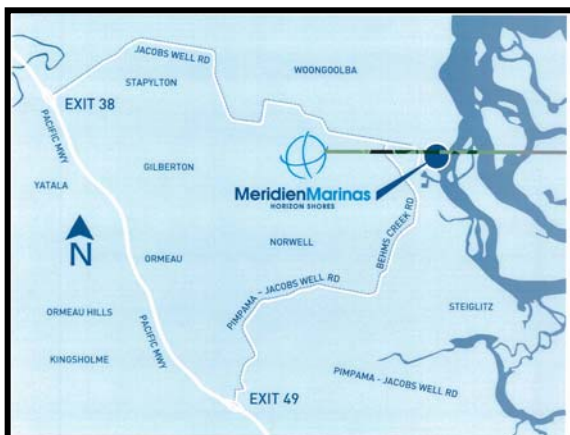 JACOBS WELL RD
WOONGOOLBA
STAPYLTON
EXIT 38
PACIFIC MWY
GILBERTON
YATALA
MeridienMarinas
HORIZON SHORES
BEHMS CREEK RD
N
NORWELL
ORMEAU
PIMPAMA - JACOBS WELL RD
STEIGLITZ
ORMEAU HILLS
PACIFIC MWY
KINGSHOLME
PIMPAMA - JACOBS WELL RD
EXIT 49